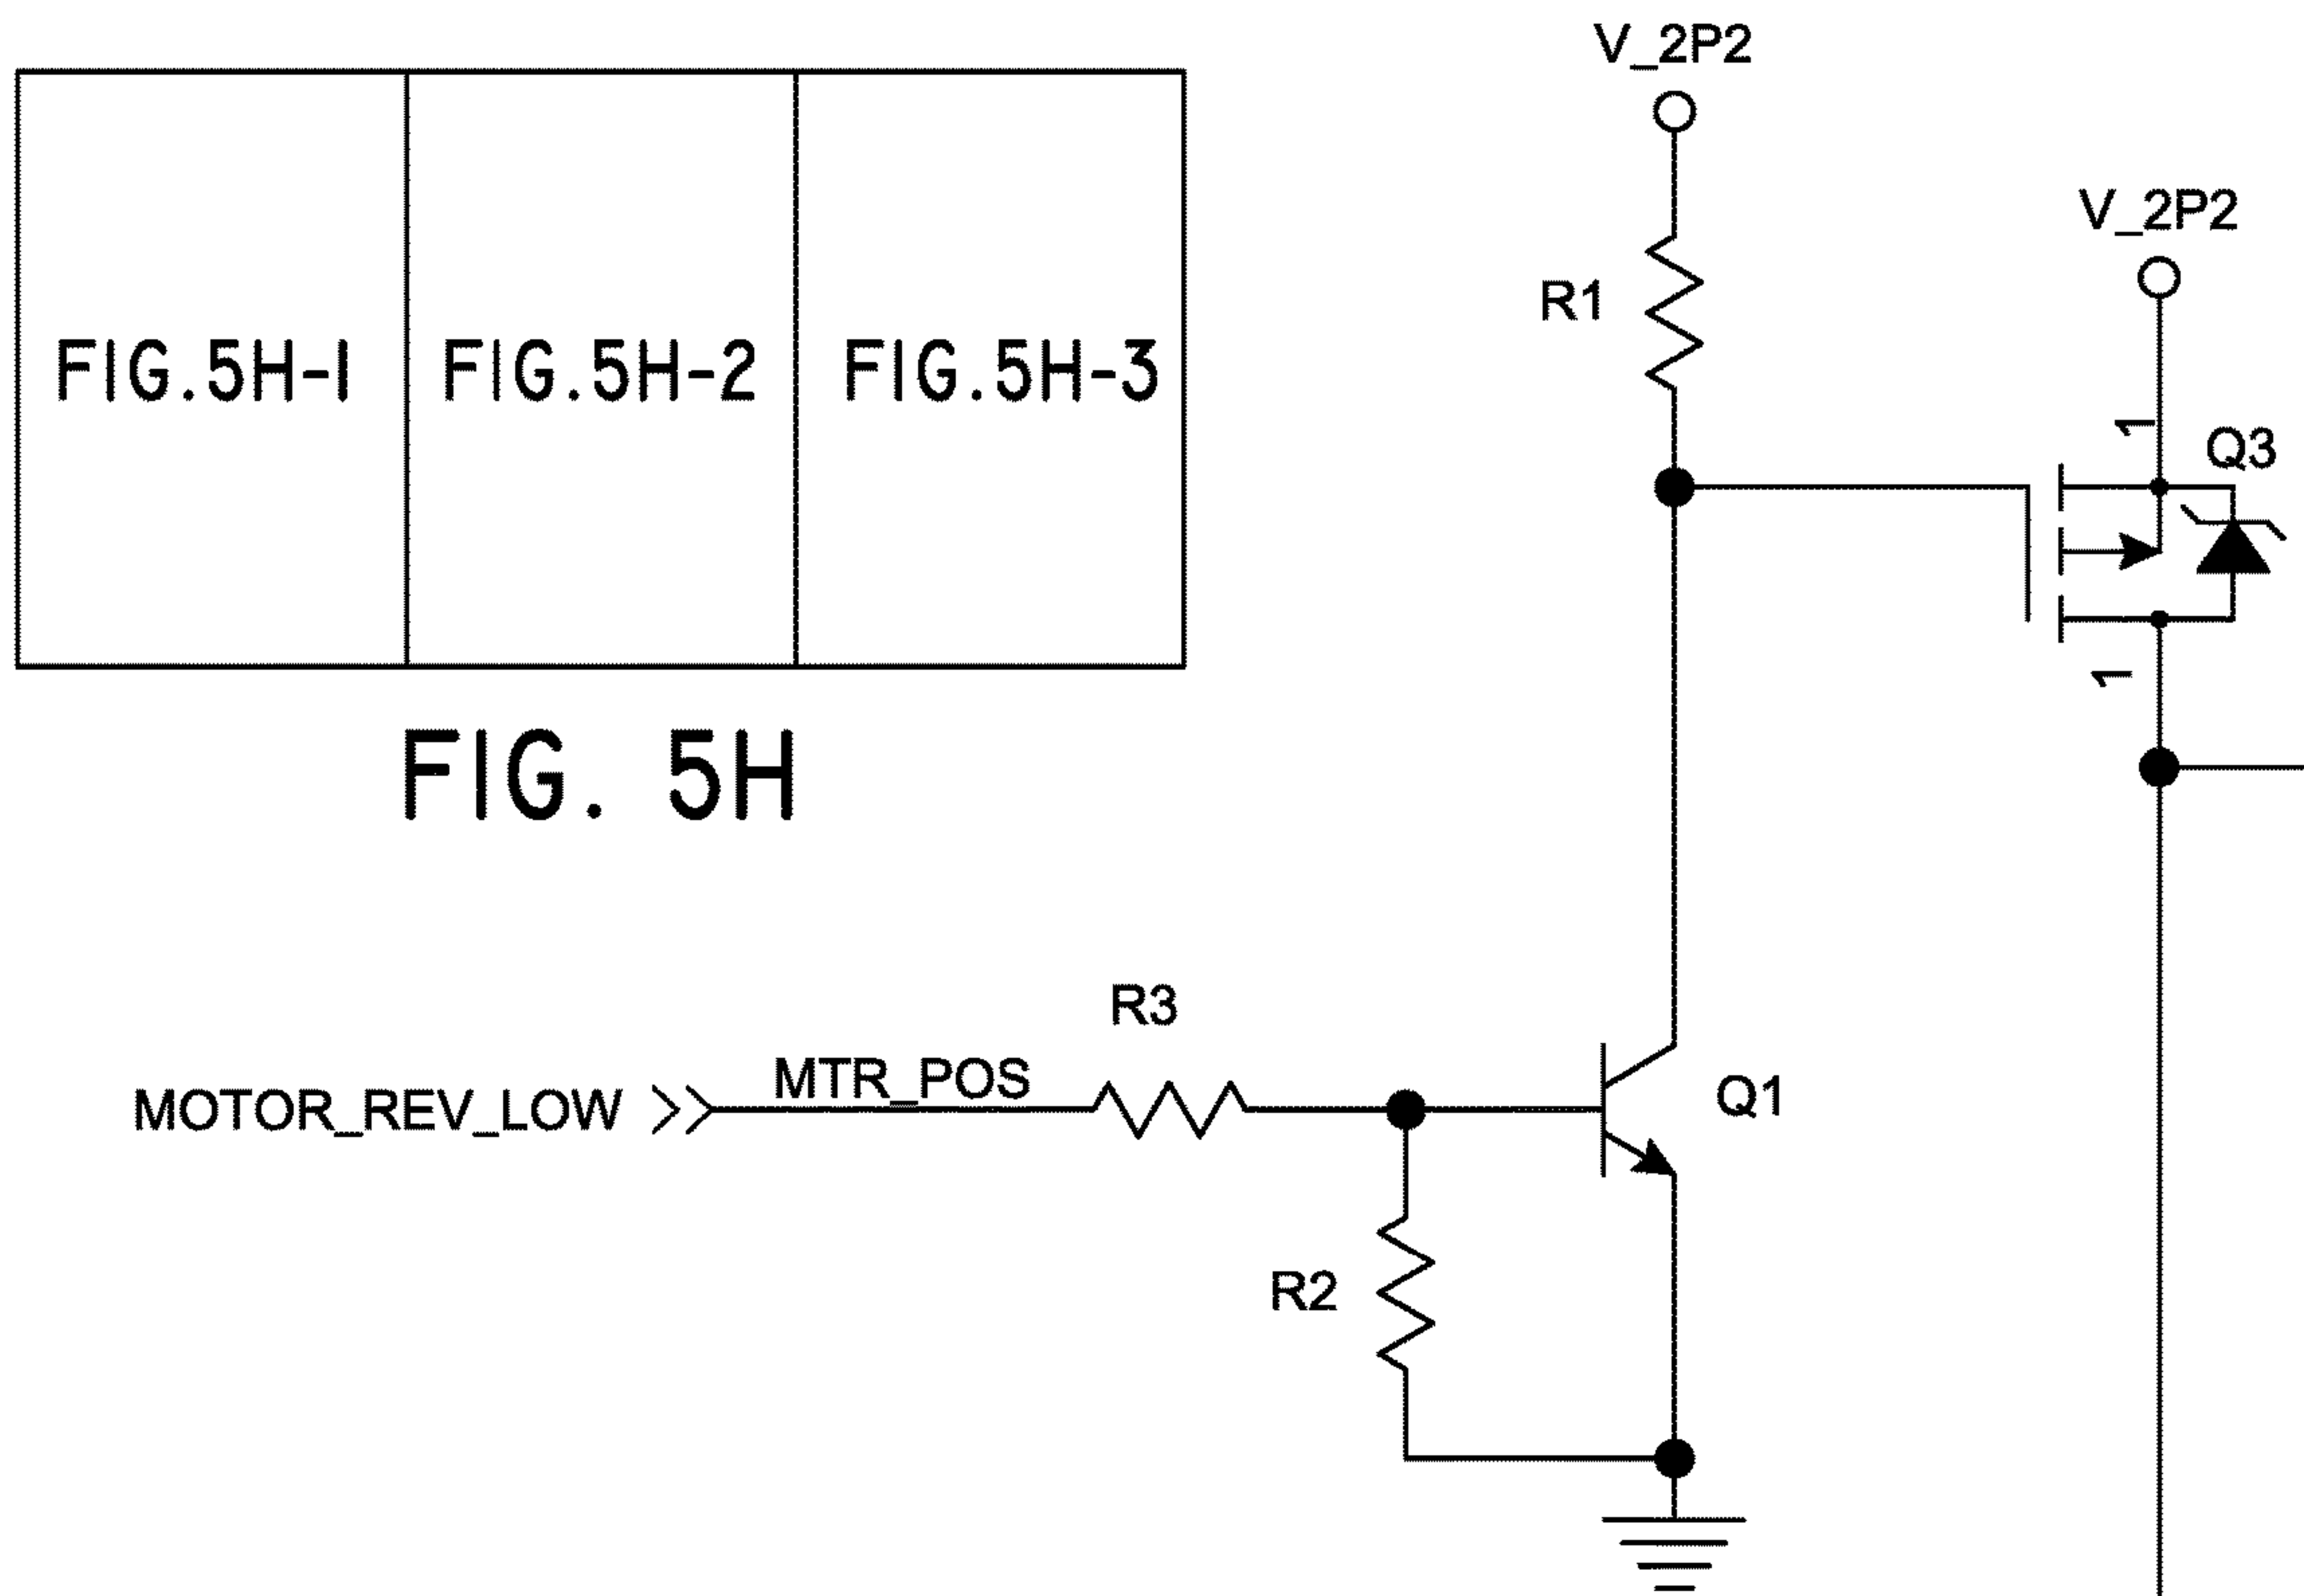 V_2P2
V_2P2
R1
1
Q3
FIG.5H-1
FIG.5H-2
FIG.5H-3
1
FIG. 5H
R3
MOTOR_REV_LOW
MTR_POS
Q1
R2